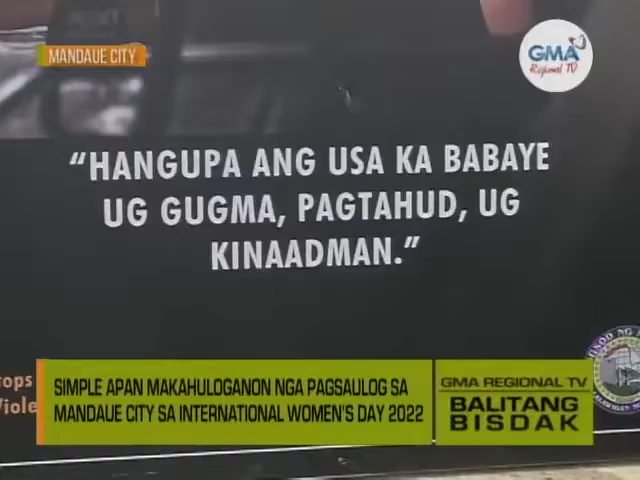 MANDAUE CITY
GMA
Regional TV
“HANGUPA ANG USA KA BABAYE
UG GUGMA, PAGTAHUD, UG
KINAADMAN.”
SIMPLE APAN MAKAHULOGANON NGA PAGSAULOG SA
MANDAUE CITY SA INTERNATIONAL WOMEN'S DAY 2022
GMA REGIONAL TV
BALITANG
BISDAK